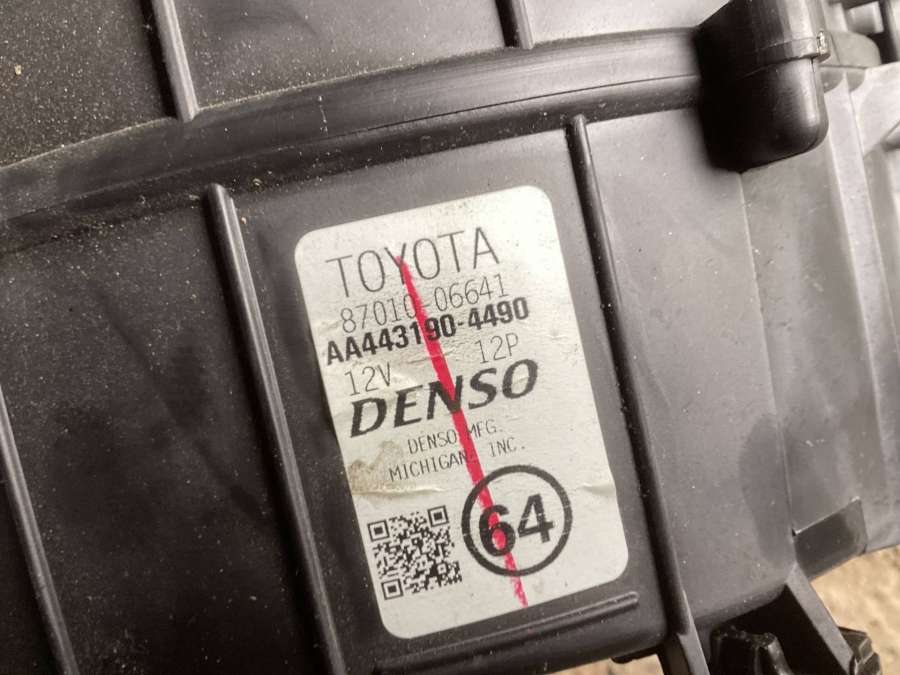 TOYOTA
87010-06641
AA443190-4490
12V 12P
DENSO
DENSO MFG.
MICHIGAN, INC.
64